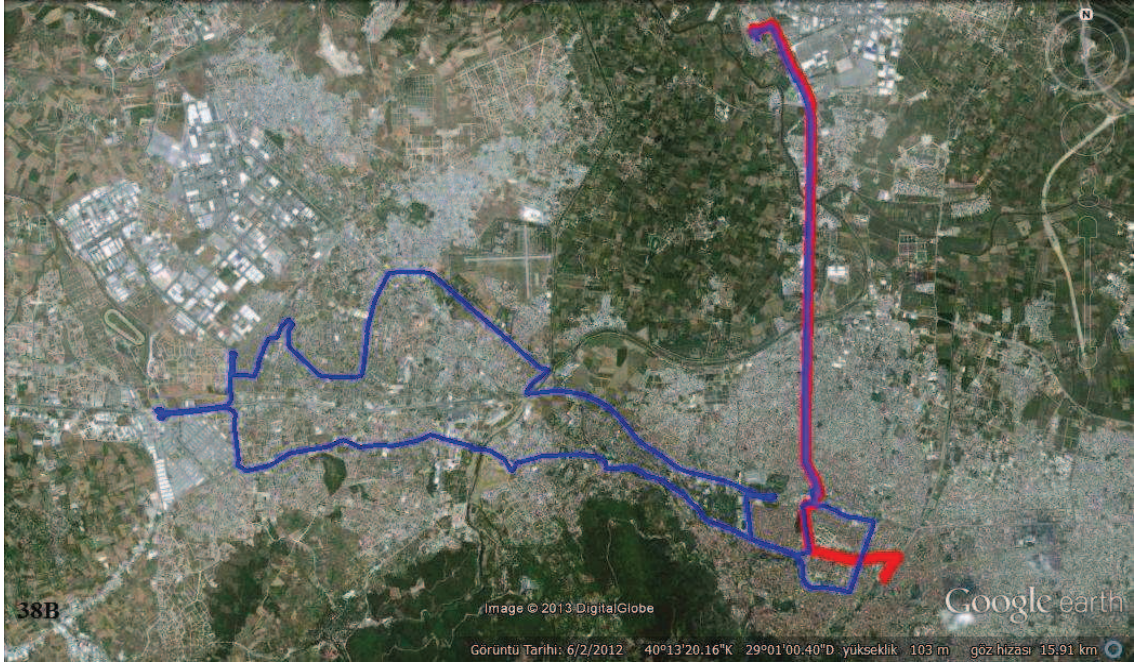 N
38B
Image © 2013 DigitalGlobe
Google earth
Görüntü Tarihi: 6/2/2012 40°13'20.16"K 29°01'00.40"D yükseklik 103 m göz hizası 15.91 km